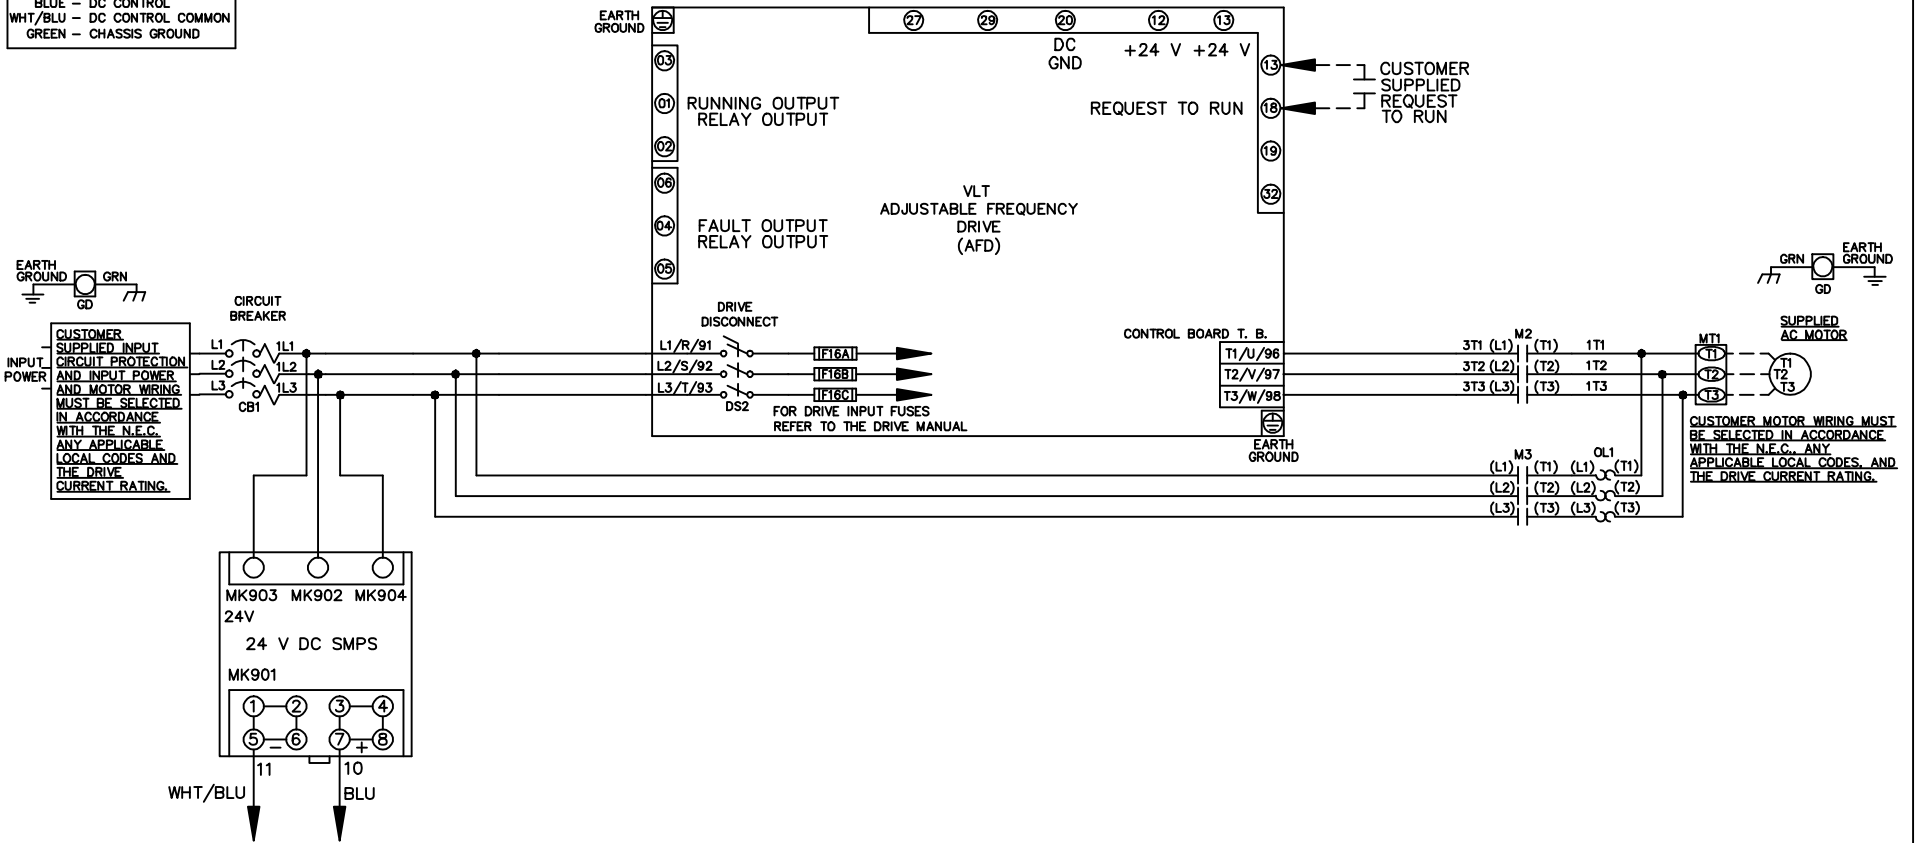 BLUE – DC CONTROL
WHT/BLU – DC CONTROL COMMON
GREEN – CHASSIS GROUND
EARTH
GROUND
27 29 20 12 13
DC
GND
+24 V +24 V
03
01
02
RUNNING OUTPUT
RELAY OUTPUT
06
04
05
FAULT OUTPUT
RELAY OUTPUT
13
18
19
32
REQUEST TO RUN
CUSTOMER
SUPPLIED
REQUEST
TO RUN
VLT
ADJUSTABLE FREQUENCY
DRIVE
(AFD)
EARTH
GROUND
GRN
GD
INPUT
POWER
CUSTOMER
SUPPLIED INPUT
CIRCUIT PROTECTION
AND INPUT POWER
AND MOTOR WIRING
MUST BE SELECTED
IN ACCORDANCE
WITH THE N.E.C.
ANY APPLICABLE
LOCAL CODES AND
THE DRIVE
CURRENT RATING.
CIRCUIT
BREAKER
L1 1L1
L2 1L2
L3 1L3
CB1
DRIVE
DISCONNECT
L1/R/91
L2/S/92
L3/T/93
DS2
F16A
F16B
F16C
FOR DRIVE INPUT FUSES
REFER TO THE DRIVE MANUAL
CONTROL BOARD T. B.
T1/U/96
T2/V/97
T3/W/98
EARTH
GROUND
M2
3T1 (L1) (T1) 1T1
3T2 (L2) (T2) 1T2
3T3 (L3) (T3) 1T3
M3
OL1
(L1) (T1) (L1) (T1)
(L2) (T2) (L2) (T2)
(L3) (T3) (L3) (T3)
MT1
T1
T2
T3
GRN
GD
EARTH
GROUND
SUPPLIED
AC MOTOR
T1
T2
T3
CUSTOMER MOTOR WIRING MUST
BE SELECTED IN ACCORDANCE
WITH THE N.E.C., ANY
APPLICABLE LOCAL CODES, AND
THE DRIVE CURRENT RATING.
MK903 MK902 MK904
24V
24 V DC SMPS
MK901
1 2 3 4
5 – 6 7 + 8
11 10
WHT/BLU BLU